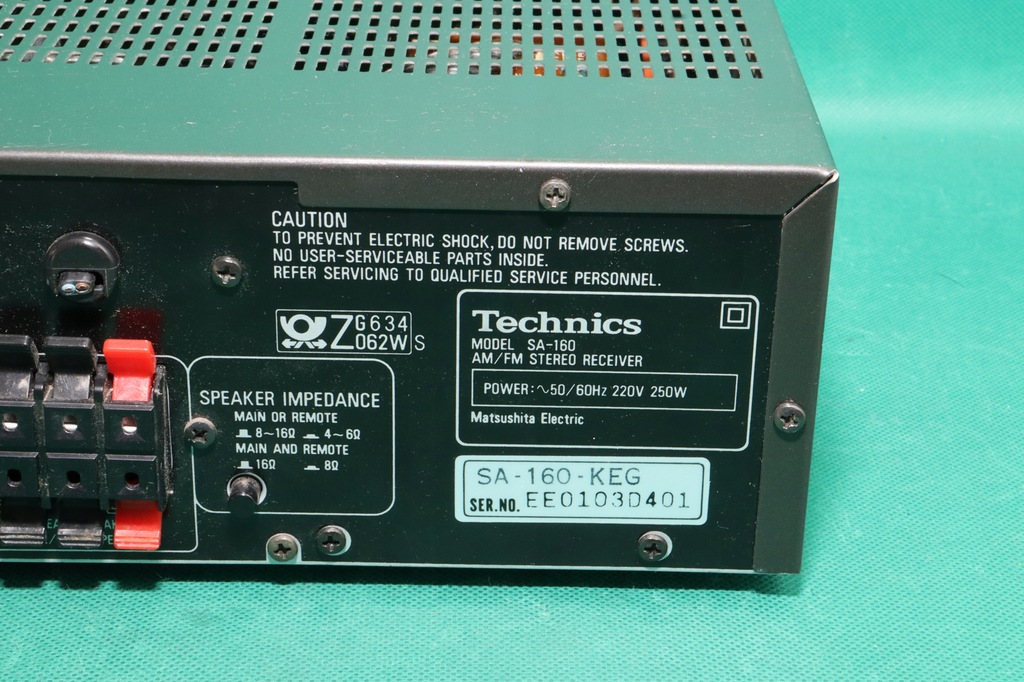 CAUTION
TO PREVENT ELECTRIC SHOCK, DO NOT REMOVE SCREWS.
NO USER-SERVICEABLE PARTS INSIDE.
REFER SERVICING TO QUALIFIED SERVICE PERSONNEL.
Z G634
062W S
Technics
MODEL SA-160
AM/FM STEREO RECEIVER
POWER:∿50/60Hz 220V 250W
Matsushita Electric
SPEAKER IMPEDANCE
MAIN OR REMOTE
8~16Ω 4~6Ω
MAIN AND REMOTE
16Ω 8Ω
SA-160-KEG
SER.NO. EE0103D401